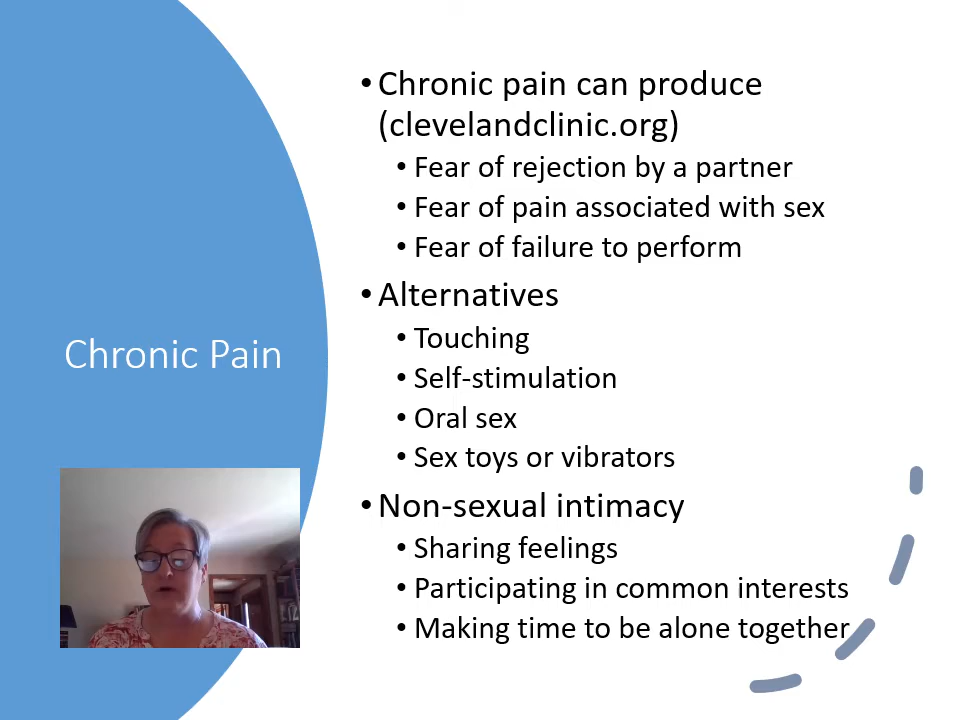 Chronic Pain
• Chronic pain can produce
(clevelandclinic.org)
• Fear of rejection by a partner
• Fear of pain associated with sex
• Fear of failure to perform
• Alternatives
• Touching
• Self-stimulation
• Oral sex
• Sex toys or vibrators
• Non-sexual intimacy
• Sharing feelings
• Participating in common interests
• Making time to be alone together